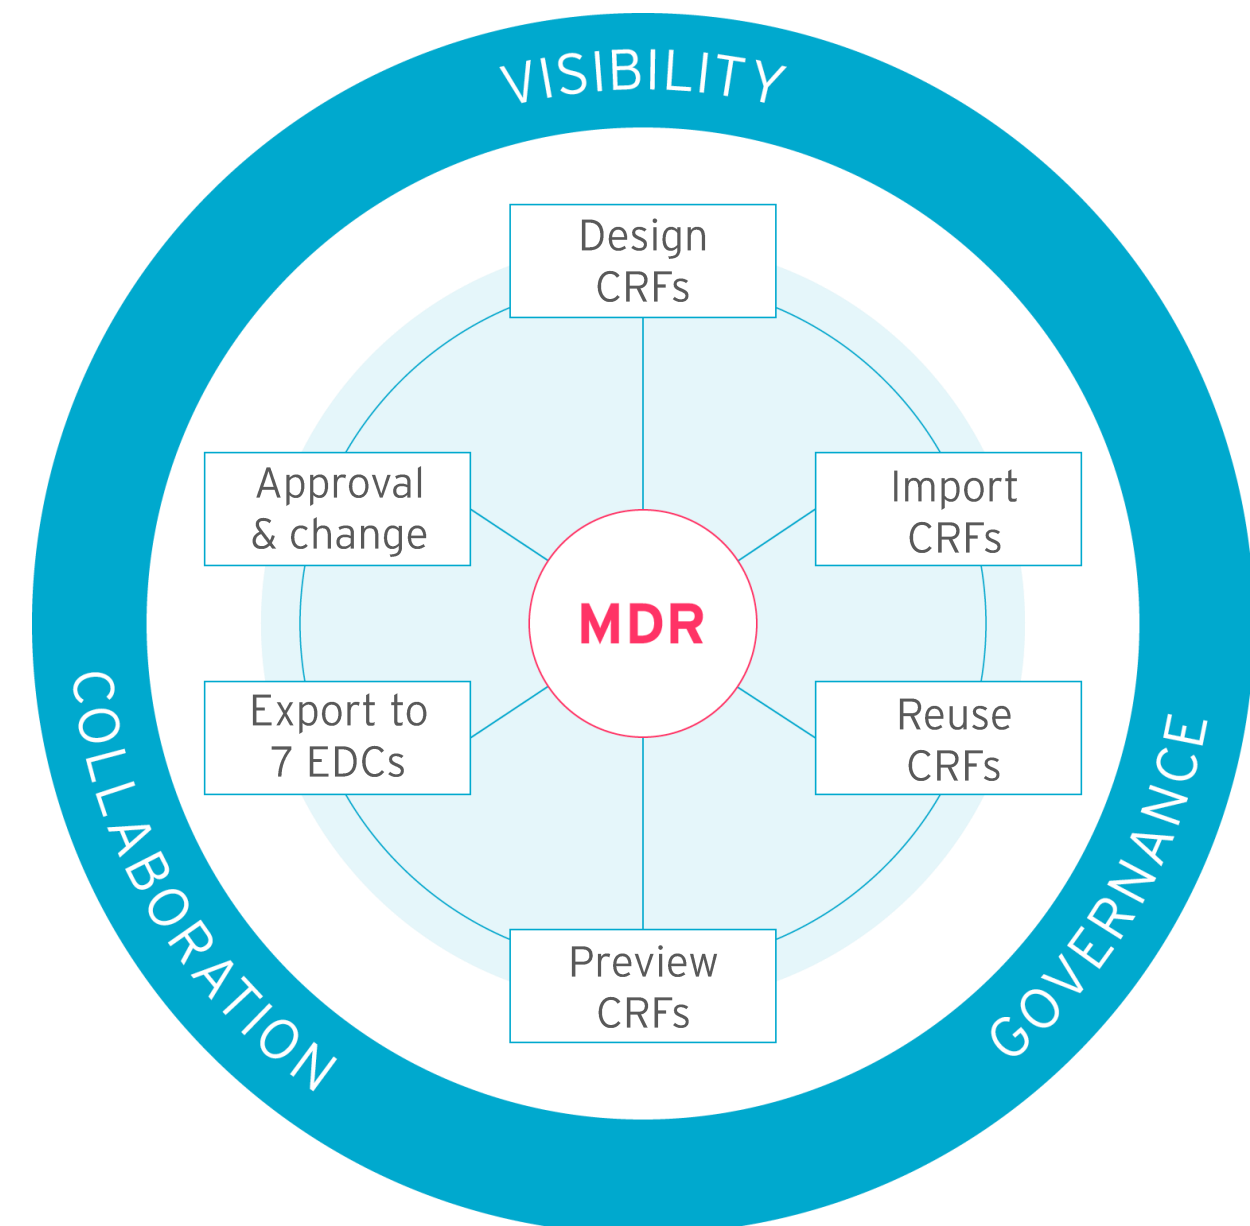 VISIBILITY
Design
CRFs
Approval
& change
Import
CRFs
MDR
Export to
7 EDCs
Reuse
CRFs
Preview
CRFs
COLLABORATION
GOVERNANCE